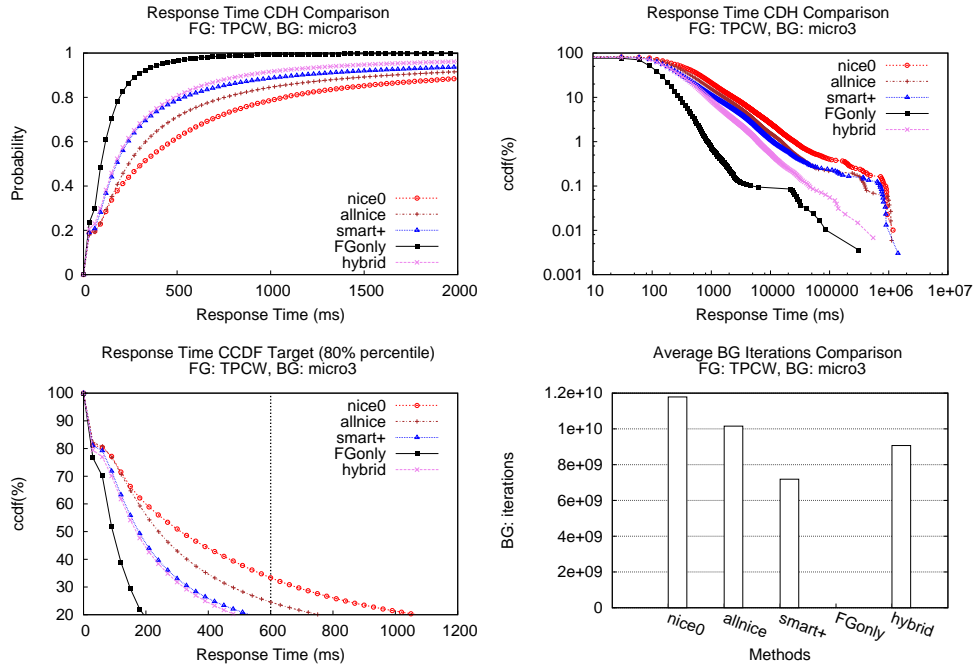 Response Time CDH Comparison
FG: TPCW, BG: micro3
1
0.8
0.6
0.4
0.2
0
Probability
nice0
allnice
smart+
FGonly
hybrid
0 500 1000 1500 2000
Response Time (ms)
Response Time CDH Comparison
FG: TPCW, BG: micro3
100
10
1
0.1
0.01
0.001
ccdf(%)
nice0
allnice
smart+
FGonly
hybrid
10 100 1000 10000 100000 1e+06 1e+07
Response Time (ms)
Response Time CCDF Target (80% percentile)
FG: TPCW, BG: micro3
100
90
80
70
60
50
40
30
20
ccdf(%)
nice0
allnice
smart+
FGonly
hybrid
0 200 400 600 800 1000 1200
Response Time (ms)
Average BG Iterations Comparison
FG: TPCW, BG: micro3
1.2e+10
1e+10
8e+09
6e+09
4e+09
2e+09
0
BG: iterations
nice0 allnice smart+ FGonly hybrid
Methods